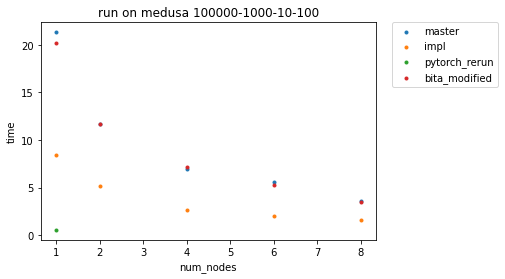 run on medusa 100000-1000-10-100
master
impl
pytorch_rerun
bita_modified
time
20
15
10
5
0
1 2 3 4 5 6 7 8
num_nodes